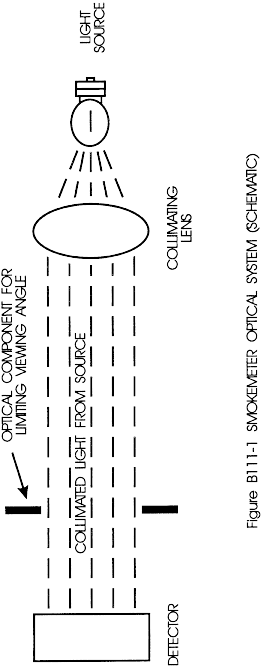 OPTICAL COMPONENT FOR
LIMITING VIEWING ANGLE
COLLIMATED LIGHT FROM SOURCE
DETECTOR
COLLIMATING
LENS
LIGHT
SOURCE
Figure B111-1 SMOKEMETER OPTICAL SYSTEM (SCHEMATIC)